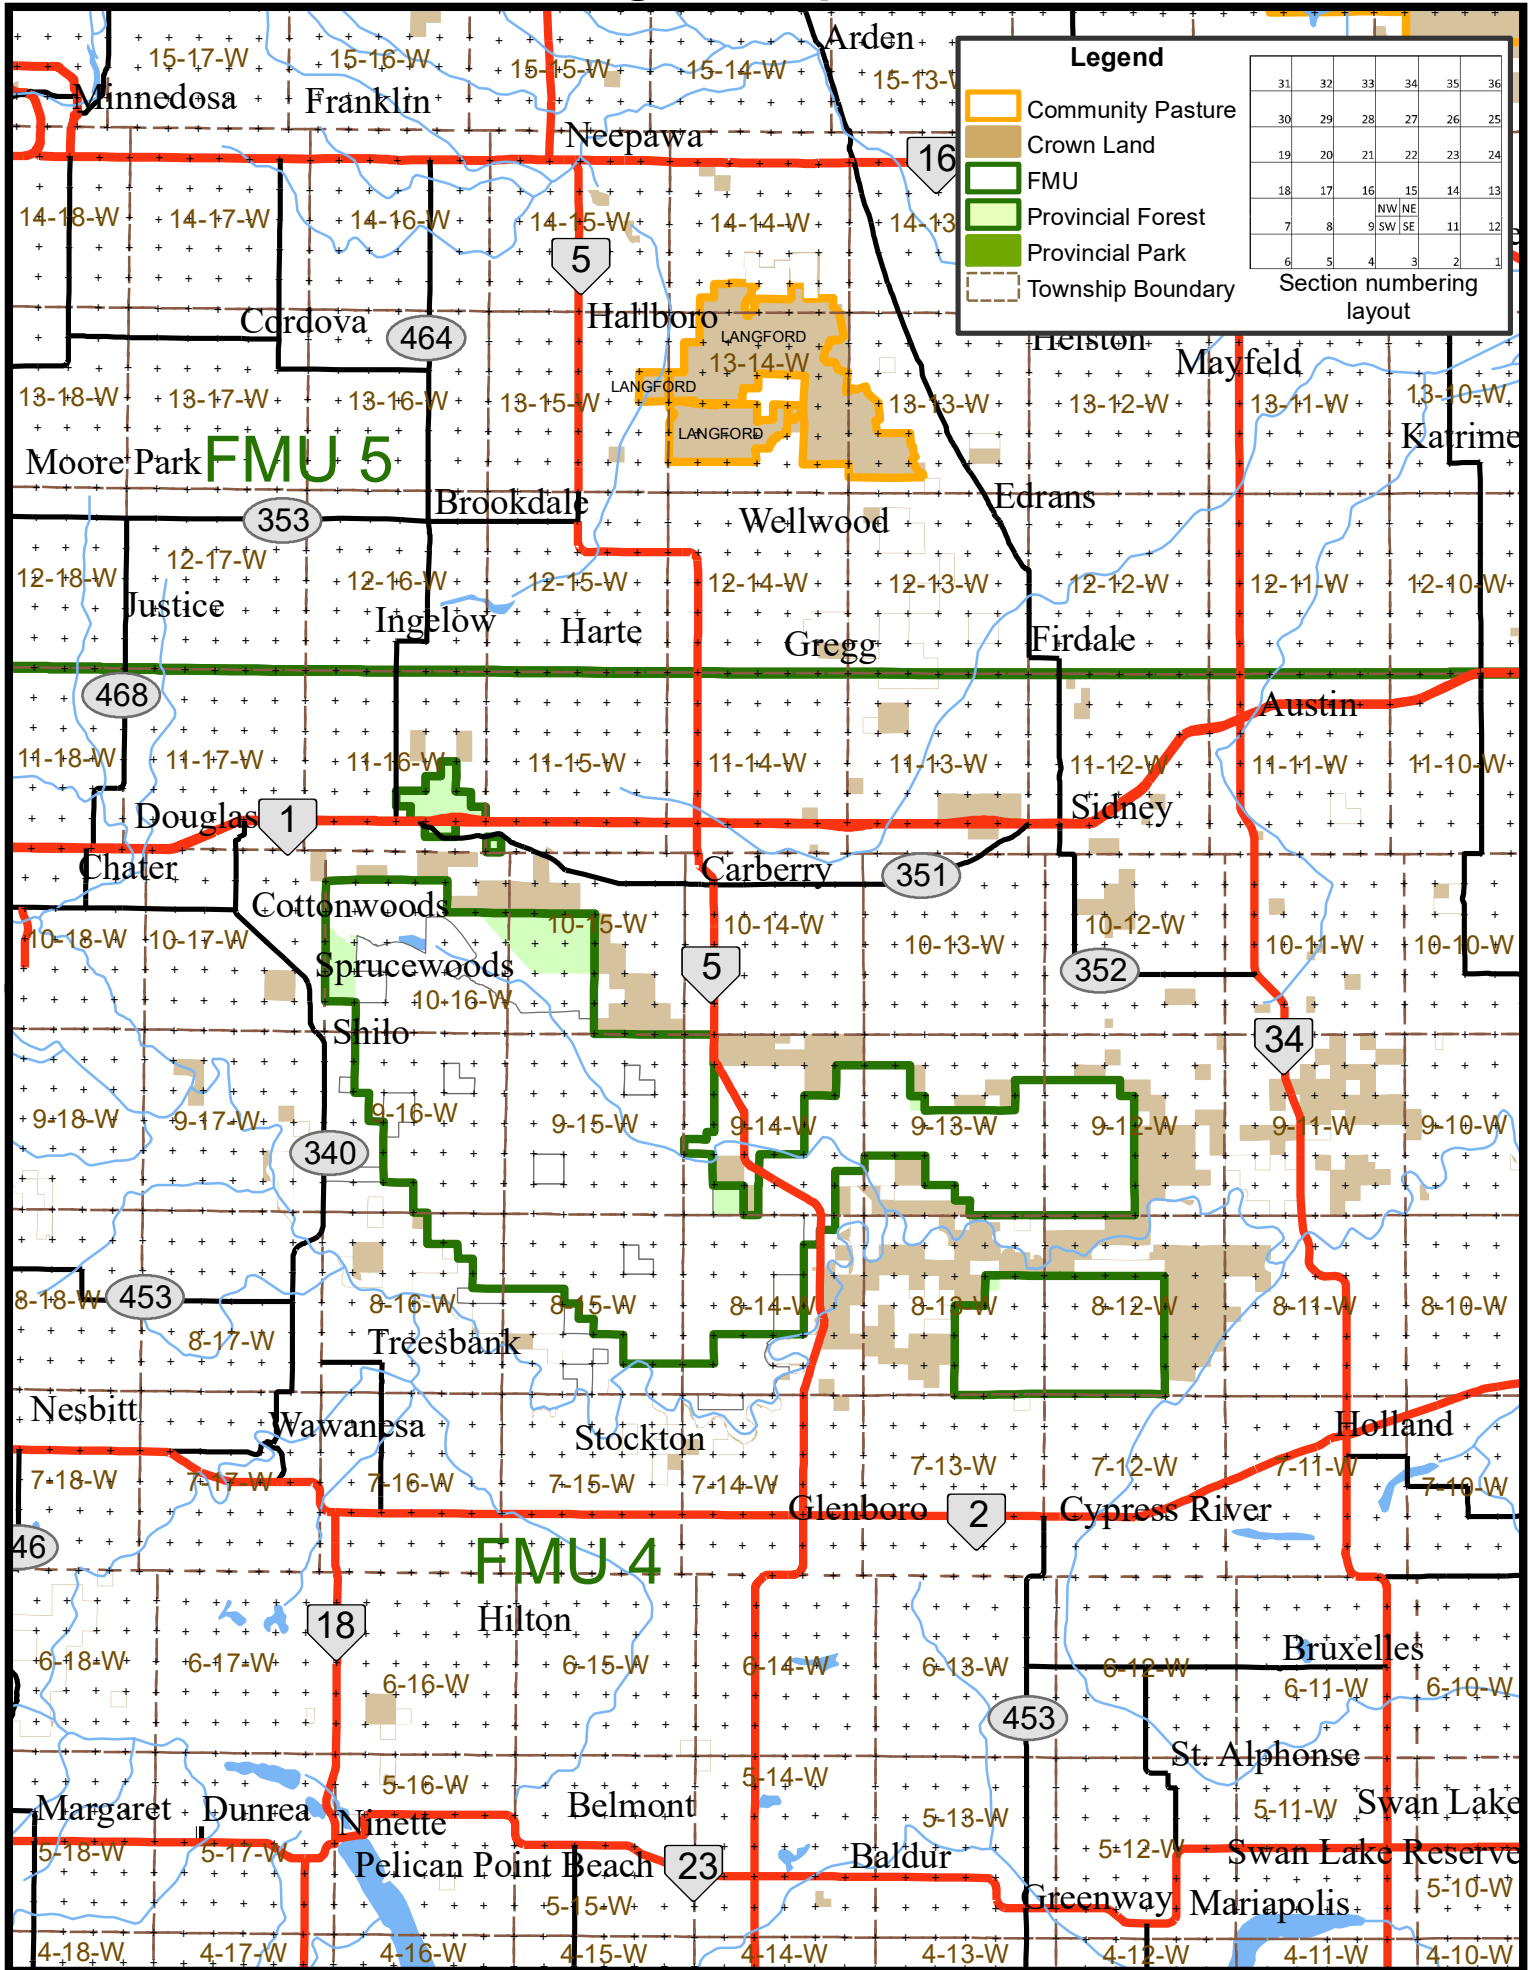 Arden
15-17-W
15-16-W
15-15-W
15-14-W
15-13-
Minnedosa
Franklin
Neepawa
16
Legend
Community Pasture
Crown Land
FMU
Provincial Forest
Provincial Park
Township Boundary
31 32 33 34 35 36
30 29 28 27 26 25
19 20 21 22 23 24
18 17 16 15 14 13
NW NE
7 8 9 SW SE 11 12
6 5 4 3 2 1
Section numbering
layout
14-18-W
14-17-W
14-16-W
14-15-W
14-14-W
14-13
5
Hallboro
Cordova
464
LANGFORD
13-14-W
LANGFORD
LANGFORD
Helston
Mayfeld
13-18-W
13-17-W
13-16-W
13-15-W
13-13-W
13-12-W
13-11-W
13-10-W
Katrime
Moore Park
FMU 5
353
Brookdale
Wellwood
Edrans
12-18-W
12-17-W
12-16-W
12-15-W
12-14-W
12-13-W
12-12-W
12-11-W
12-10-W
Justice
Ingelow
Harte
Gregg
Firdale
468
Austin
11-18-W
11-17-W
11-16-W
11-15-W
11-14-W
11-13-W
11-12-W
11-11-W
11-10-W
Douglas
1
Sidney
Chater
Carberry
351
Cottonwoods
10-18-W
10-17-W
10-15-W
10-14-W
10-13-W
10-12-W
10-11-W
10-10-W
Sprucewoods
10-16-W
5
352
Shilo
34
9-18-W
9-17-W
9-16-W
9-15-W
9-14-W
9-13-W
9-12-W
9-11-W
9-10-W
340
453
8-18-W
8-17-W
8-16-W
8-15-W
8-14-W
8-13-W
8-12-W
8-11-W
8-10-W
Treesbank
Nesbitt
Wawanesa
Stockton
Holland
7-18-W
7-17-W
7-16-W
7-15-W
7-14-W
7-13-W
7-12-W
7-11-W
7-10-W
Glenboro
2
Cypress River
46
FMU 4
18
Hilton
Bruxelles
6-18-W
6-17-W
6-16-W
6-15-W
6-14-W
6-13-W
6-12-W
6-11-W
6-10-W
453
St. Alphonse
5-16-W
5-14-W
5-13-W
5-11-W
Swan Lake
Margaret
Dunrea
Ninette
Belmont
5-18-W
5-17-W
Pelican Point Beach
23
Baldur
5-12-W
Swan Lake Reserve
5-15-W
5-10-W
Greenway
Mariapolis
4-18-W
4-17-W
4-16-W
4-15-W
4-14-W
4-13-W
4-12-W
4-11-W
4-10-W